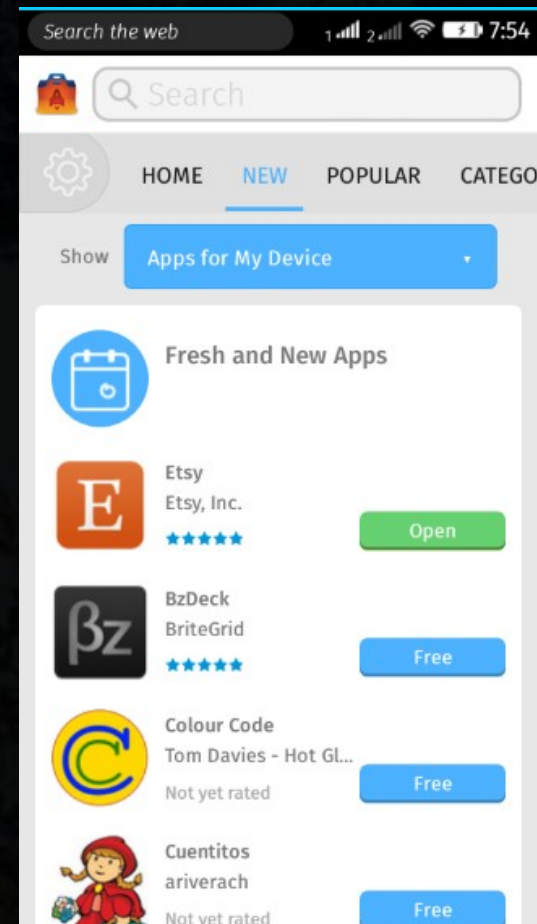 Search the web 1 2 7:54
Search
HOME NEW POPULAR CATEGO
Show Apps for My Device
Fresh and New Apps
E
Etsy
Etsy, Inc.
Open
βz
BzDeck
BriteGrid
Free
C
Colour Code
Tom Davies - Hot Gl...
Not yet rated
Free
Cuentitos
ariverach
Not yet rated
Free